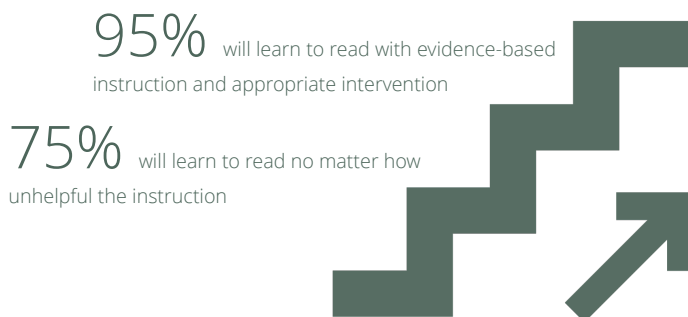 95% will learn to read with evidence-based
instruction and appropriate intervention
75% will learn to read no matter how
unhelpful the instruction